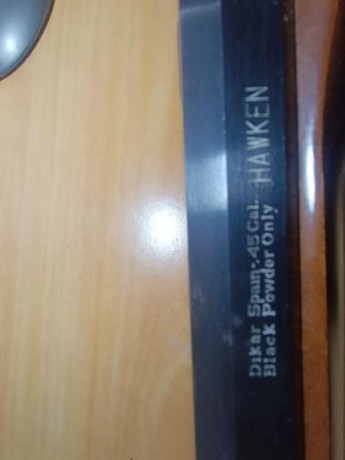 Dikar Spain-.45 Cal. HAWKEN
Black Powder Only